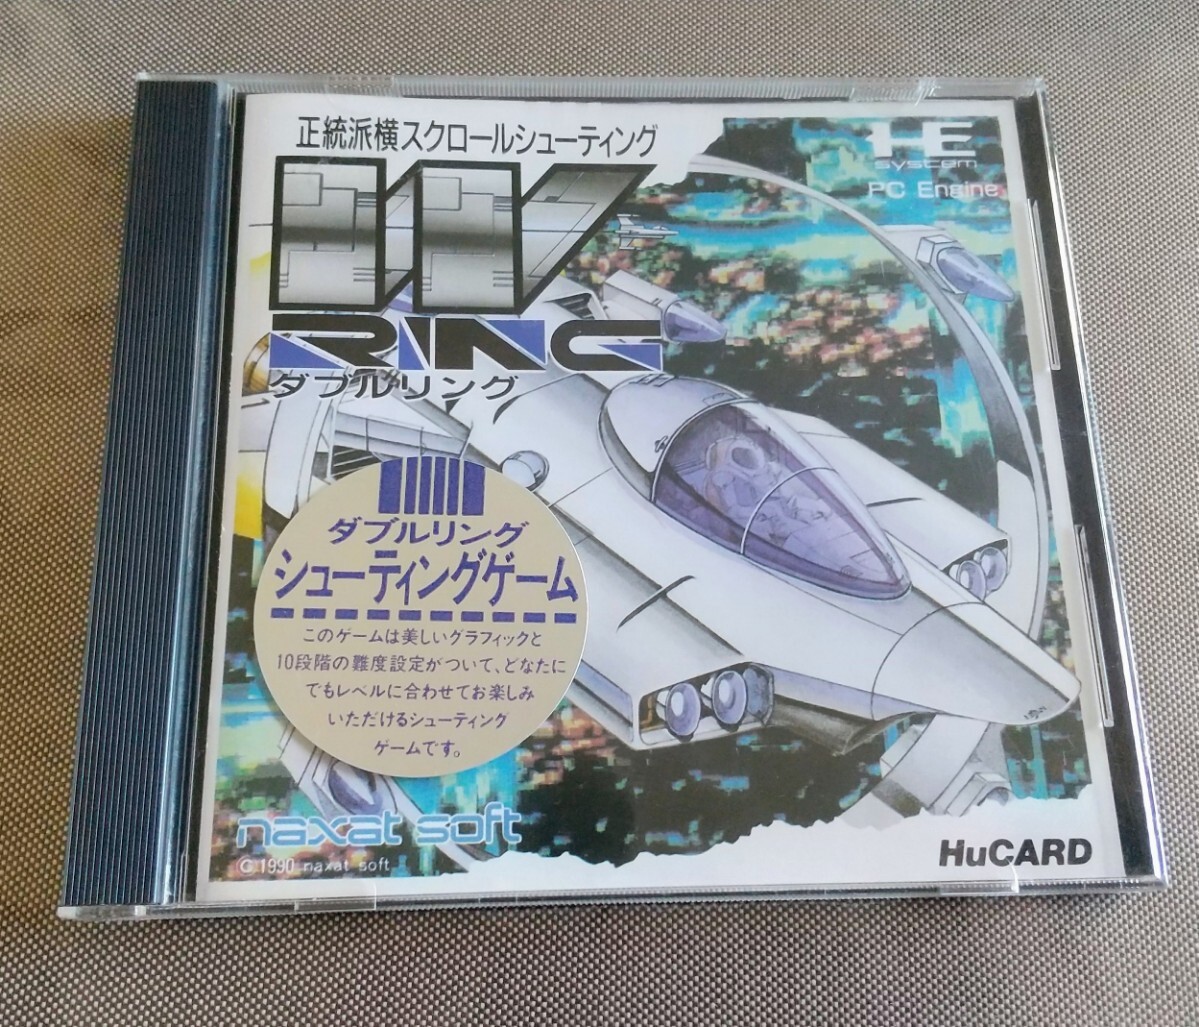 正統派横スクロールシューティング
HE
system
PC Engine
W
RING
ダブルリング
ダブルリング
シューティングゲーム
このゲームは美しいグラフィックと
10段階の難度設定がついて、どなたに
でもレベルに合わせてお楽しみ
いただけるシューティング
ゲームです。
naxat soft
© 1990 naxat soft
HuCARD